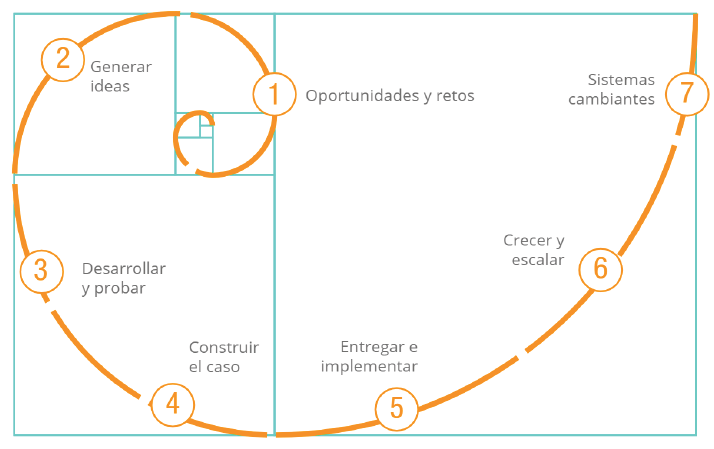 1
Oportunidades y retos
2
Generar
ideas
3
Desarrollar
y probar
4
Construir
el caso
5
Entregar e
implementar
6
Crecer y
escalar
7
Sistemas
cambiantes